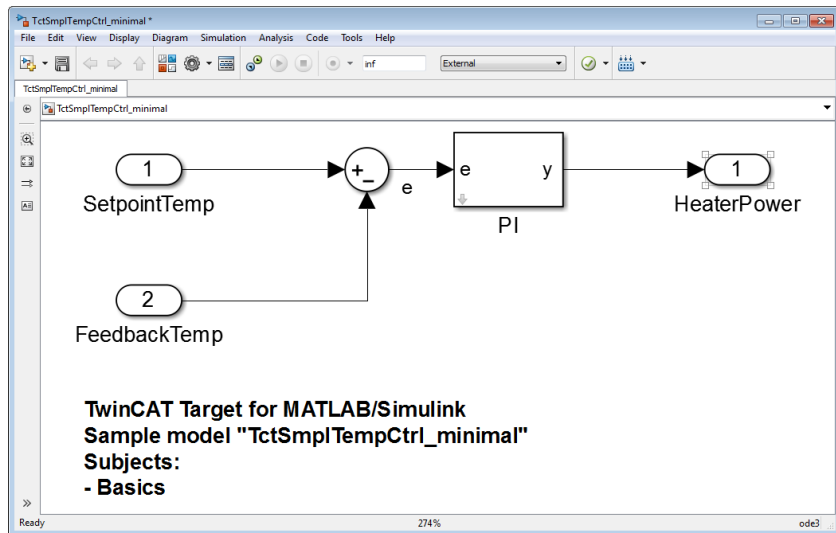 TctSmplTempCtrl_minimal *
File Edit View Display Diagram Simulation Analysis Code Tools Help
inf External
TctSmplTempCtrl_minimal
TctSmplTempCtrl_minimal
1 + e y 1
− e
SetpointTemp HeaterPower
PI
2
FeedbackTemp
TwinCAT Target for MATLAB/Simulink
Sample model "TctSmplTempCtrl_minimal"
Subjects:
- Basics
Ready 274% ode3